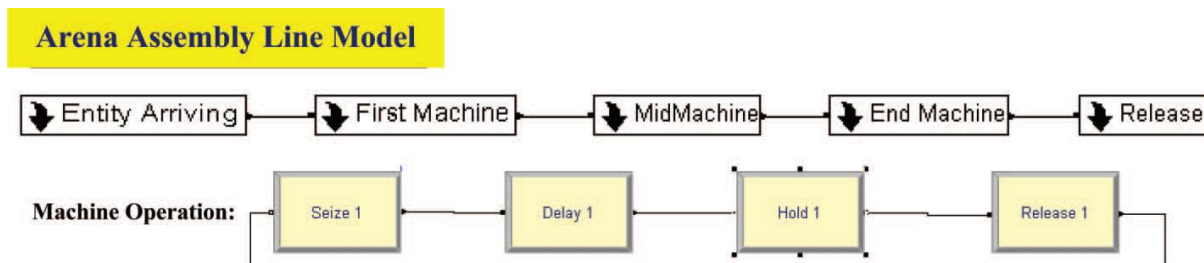 Arena Assembly Line Model
Entity Arriving First Machine MidMachine End Machine Release
Machine Operation: Seize 1 Delay 1 Hold 1 Release 1